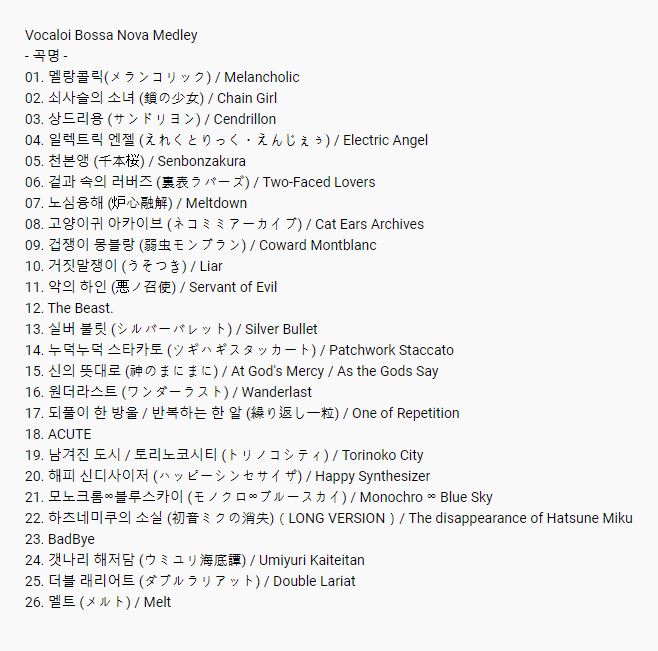 Vocaloi Bossa Nova Medley
- 곡명 -
01. 멜랑콜릭(メランコリック) / Melancholic
02. 쇠사슬의 소녀 (鎖の少女) / Chain Girl
03. 상드리용 (サンドリヨン) / Cendrillon
04. 일렉트릭 엔젤 (えれくとりっく・えんじぇぅ) / Electric Angel
05. 천본앵 (千本桜) / Senbonzakura
06. 겉과 속의 러버즈 (裏表ラバーズ) / Two-Faced Lovers
07. 노심융해 (炉心融解) / Meltdown
08. 고양이귀 아카이브 (ネコミミアーカイブ) / Cat Ears Archives
09. 겁쟁이 몽블랑 (弱虫モンブラン) / Coward Montblanc
10. 거짓말쟁이 (うそつき) / Liar
11. 악의 하인 (悪ノ召使) / Servant of Evil
12. The Beast.
13. 실버 불릿 (シルバーバレット) / Silver Bullet
14. 누덕누덕 스타카토 (ツギハギスタッカート) / Patchwork Staccato
15. 신의 뜻대로 (神のまにまに) / At God's Mercy / As the Gods Say
16. 원더라스트 (ワンダーラスト) / Wanderlast
17. 되풀이 한 방울 / 반복하는 한 알 (繰り返し一粒) / One of Repetition
18. ACUTE
19. 남겨진 도시 / 토리노코시티 (トリノコシティ) / Torinoko City
20. 해피 신디사이저 (ハッピーシンセサイザ) / Happy Synthesizer
21. 모노크롬∞블루스카이 (モノクロ∞ブルースカイ) / Monochro ∞ Blue Sky
22. 하츠네미쿠의 소실 (初音ミクの消失) ( LONG VERSION ) / The disappearance of Hatsune Miku
23. BadBye
24. 갯나리 해저담 (ウミユリ海底譚) / Umiyuri Kaiteitan
25. 더블 래리어트 (ダブルラリアット) / Double Lariat
26. 멜트 (メルト) / Melt